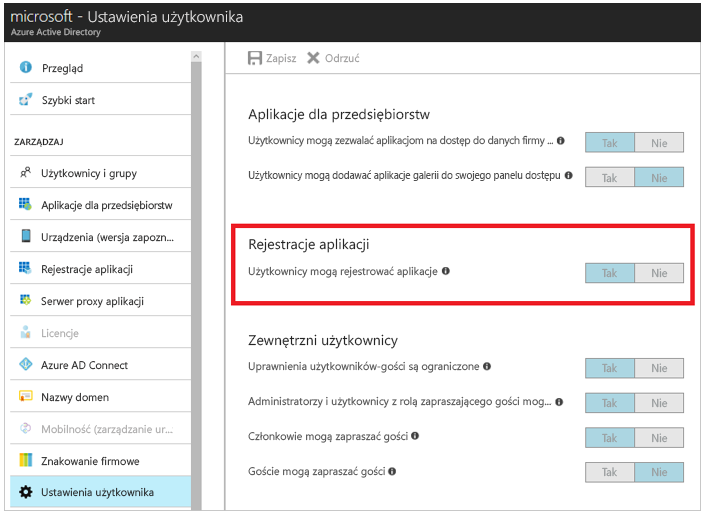 microsoft - Ustawienia użytkownika
Azure Active Directory
Przegląd
Szybki start
ZARZĄDZAJ
Użytkownicy i grupy
Aplikacje dla przedsiębiorstw
Urządzenia (wersja zapozn...
Rejestracje aplikacji
Serwer proxy aplikacji
Licencje
Azure AD Connect
Nazwy domen
Mobilność (zarządzanie ur...
Znakowanie firmowe
Ustawienia użytkownika
Zapisz Odrzuć
Aplikacje dla przedsiębiorstw
Użytkownicy mogą zezwalać aplikacjom na dostęp do danych firmy ... Tak Nie
Użytkownicy mogą dodawać aplikacje galerii do swojego panelu dostępu Tak Nie
Rejestracje aplikacji
Użytkownicy mogą rejestrować aplikacje Tak Nie
Zewnętrzni użytkownicy
Uprawnienia użytkowników-gości są ograniczone Tak Nie
Administratorzy i użytkownicy z rolą zapraszającego gości mog... Tak Nie
Członkowie mogą zapraszać gości Tak Nie
Goście mogą zapraszać gości Tak Nie